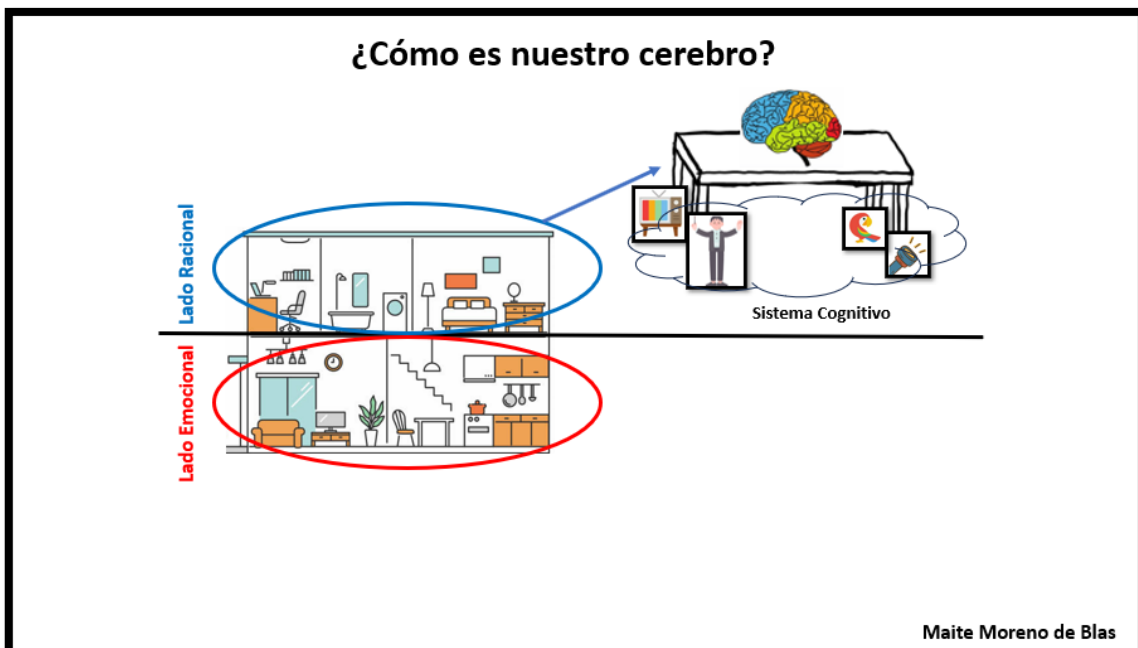 ¿Cómo es nuestro cerebro?
Lado Racional
Sistema Cognitivo
Lado Emocional
Maite Moreno de Blas